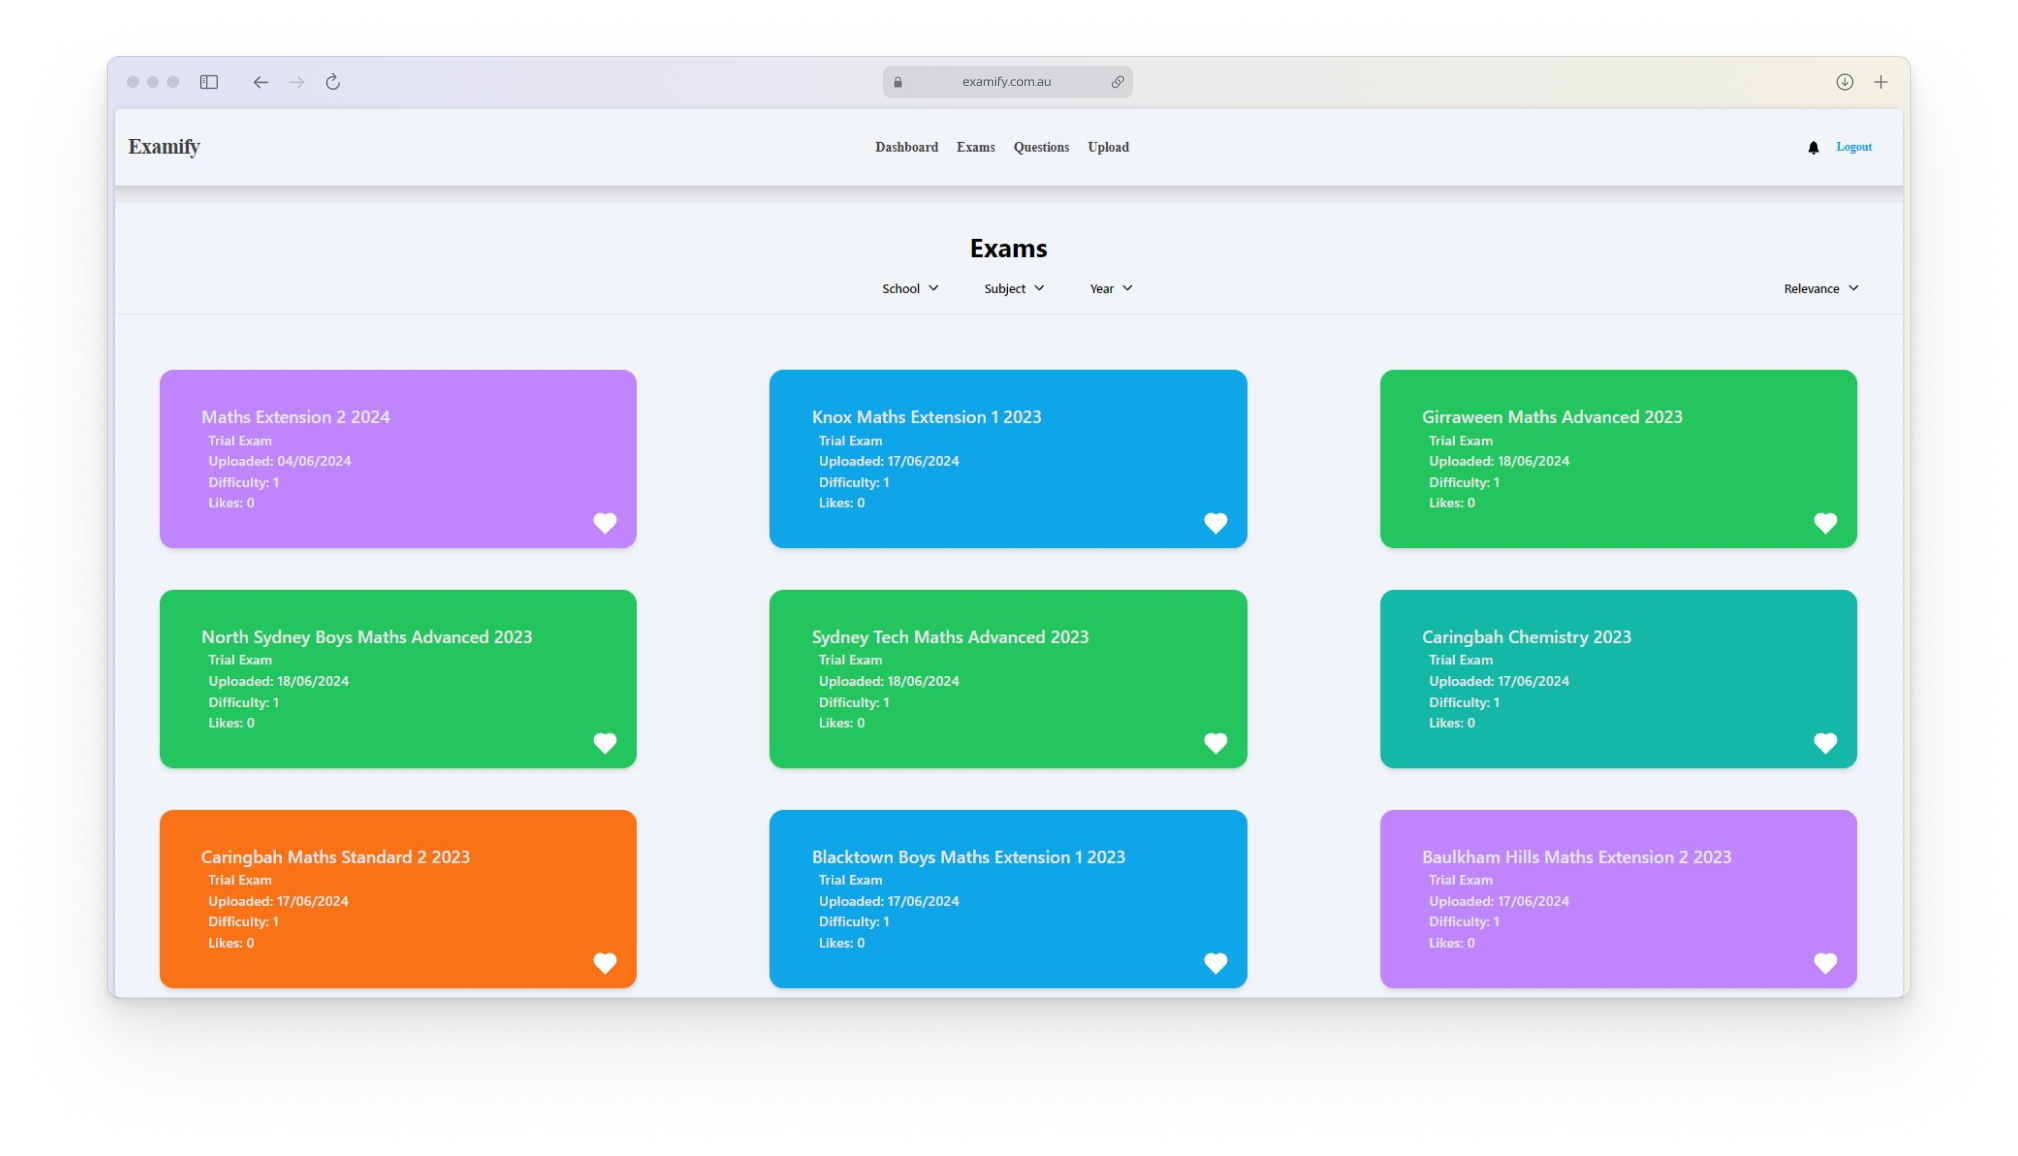 examify.com.au
Examify
Dashboard Exams Questions Upload
Logout
Exams
School Subject Year
Relevance
Maths Extension 2 2024
Trial Exam
Uploaded: 04/06/2024
Difficulty: 1
Likes: 0
Knox Maths Extension 1 2023
Trial Exam
Uploaded: 17/06/2024
Difficulty: 1
Likes: 0
Girraween Maths Advanced 2023
Trial Exam
Uploaded: 18/06/2024
Difficulty: 1
Likes: 0
North Sydney Boys Maths Advanced 2023
Trial Exam
Uploaded: 18/06/2024
Difficulty: 1
Likes: 0
Sydney Tech Maths Advanced 2023
Trial Exam
Uploaded: 18/06/2024
Difficulty: 1
Likes: 0
Caringbah Chemistry 2023
Trial Exam
Uploaded: 17/06/2024
Difficulty: 1
Likes: 0
Caringbah Maths Standard 2 2023
Trial Exam
Uploaded: 17/06/2024
Difficulty: 1
Likes: 0
Blacktown Boys Maths Extension 1 2023
Trial Exam
Uploaded: 17/06/2024
Difficulty: 1
Likes: 0
Baulkham Hills Maths Extension 2 2023
Trial Exam
Uploaded: 17/06/2024
Difficulty: 1
Likes: 0